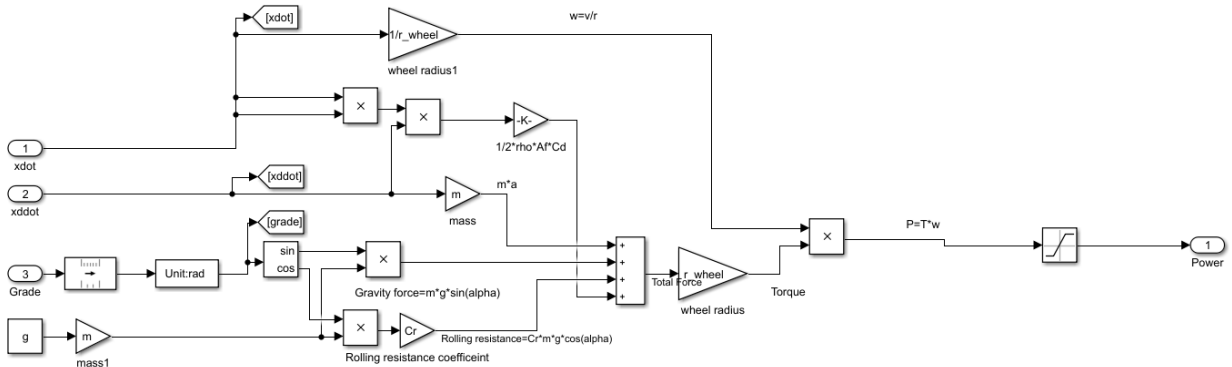 [xdot]
w=v/r
1/r_wheel
wheel radius1
×
×
-K-
1/2*rho*Af*Cd
1
xdot
[xddot]
2
xddot
m
m*a
mass
[grade]
P=T*w
×
1
Power
sin
cos
×
+
+
+
+
3
Grade
Unit:rad
r_wheel
Total Force
Torque
Gravity force=m*g*sin(alpha)
wheel radius
g
m
×
Cr
Rolling resistance=Cr*m*g*cos(alpha)
mass1
Rolling resistance coefficeint